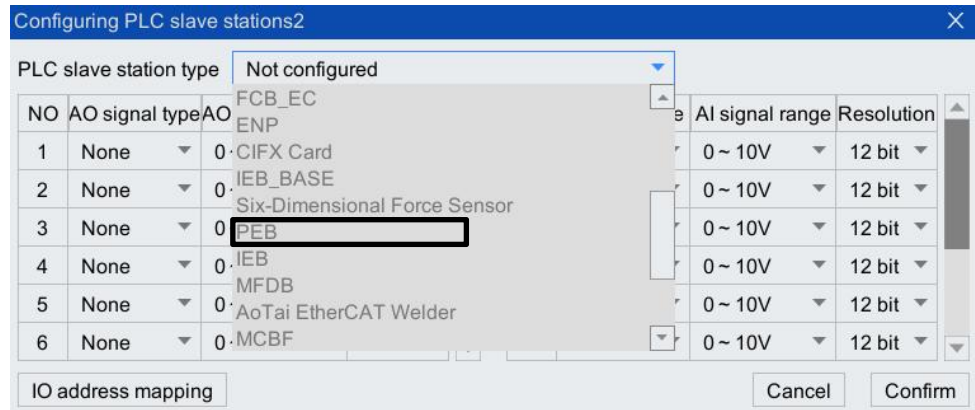 Configuring PLC slave stations2
PLC slave station type Not configured
NO AO signal type AO e AI signal range Resolution
FCB_EC
ENP
1 None 0~ CIFX Card 0 ~ 10V 12 bit
IEB_BASE
2 None 0~ 0 ~ 10V 12 bit
Six-Dimensional Force Sensor
3 None 0 PEB 0 ~ 10V 12 bit
4 None 0~ IEB 0 ~ 10V 12 bit
MFDB
5 None 0~ AoTai EtherCAT Welder 0 ~ 10V 12 bit
6 None 0~ MCBF 0 ~ 10V 12 bit
IO address mapping Cancel Confirm